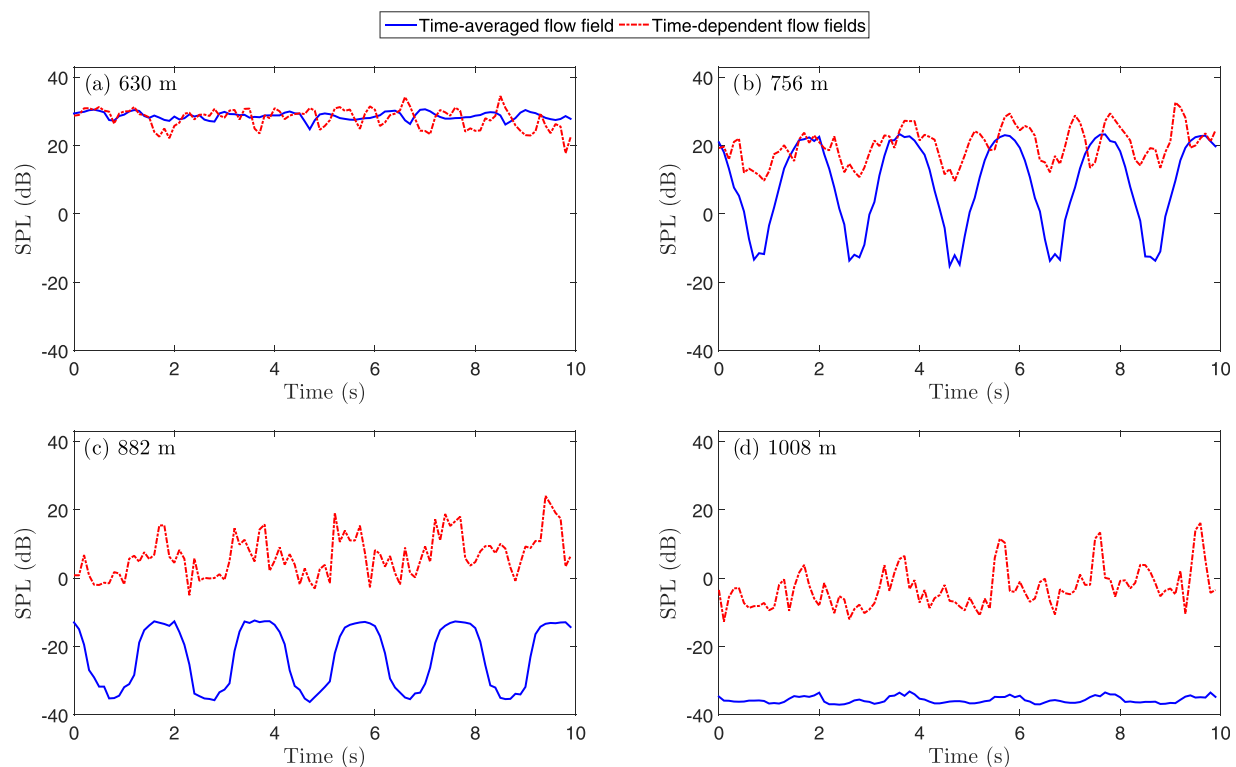 Time-averaged flow field Time-dependent flow fields
(a) 630 m
40
20
0
-20
-40
SPL (dB)
0 2 4 6 8 10
Time (s)
(b) 756 m
40
20
0
-20
-40
SPL (dB)
0 2 4 6 8 10
Time (s)
(c) 882 m
40
20
0
-20
-40
SPL (dB)
0 2 4 6 8 10
Time (s)
(d) 1008 m
40
20
0
-20
-40
SPL (dB)
0 2 4 6 8 10
Time (s)